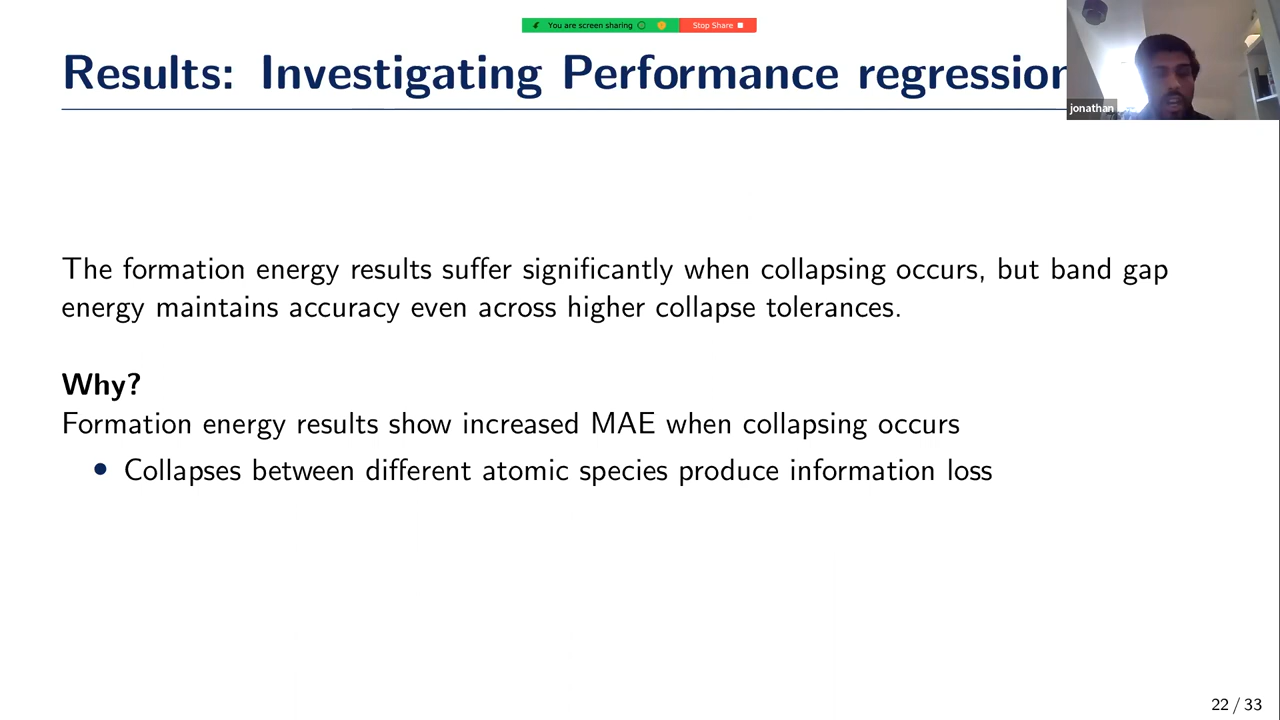 You are screen sharing
Stop Share
Results: Investigating Performance regression
jonathan
The formation energy results suffer significantly when collapsing occurs, but band gap
energy maintains accuracy even across higher collapse tolerances.
Why?
Formation energy results show increased MAE when collapsing occurs
• Collapses between different atomic species produce information loss
22 / 33